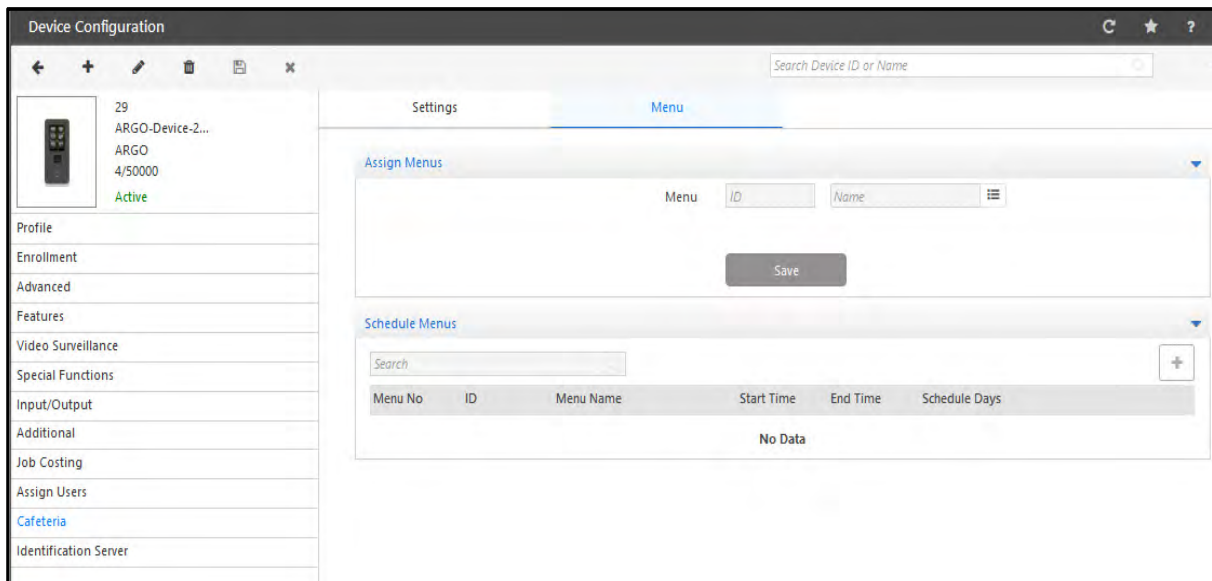 Device Configuration
?
Search Device ID or Name
29
ARGO-Device-2...
ARGO
4/50000
Active
Profile
Enrollment
Advanced
Features
Video Surveillance
Special Functions
Input/Output
Additional
Job Costing
Assign Users
Cafeteria
Identification Server
Settings Menu
Assign Menus
Menu ID Name
Save
Schedule Menus
Search
Menu No ID Menu Name Start Time End Time Schedule Days
No Data